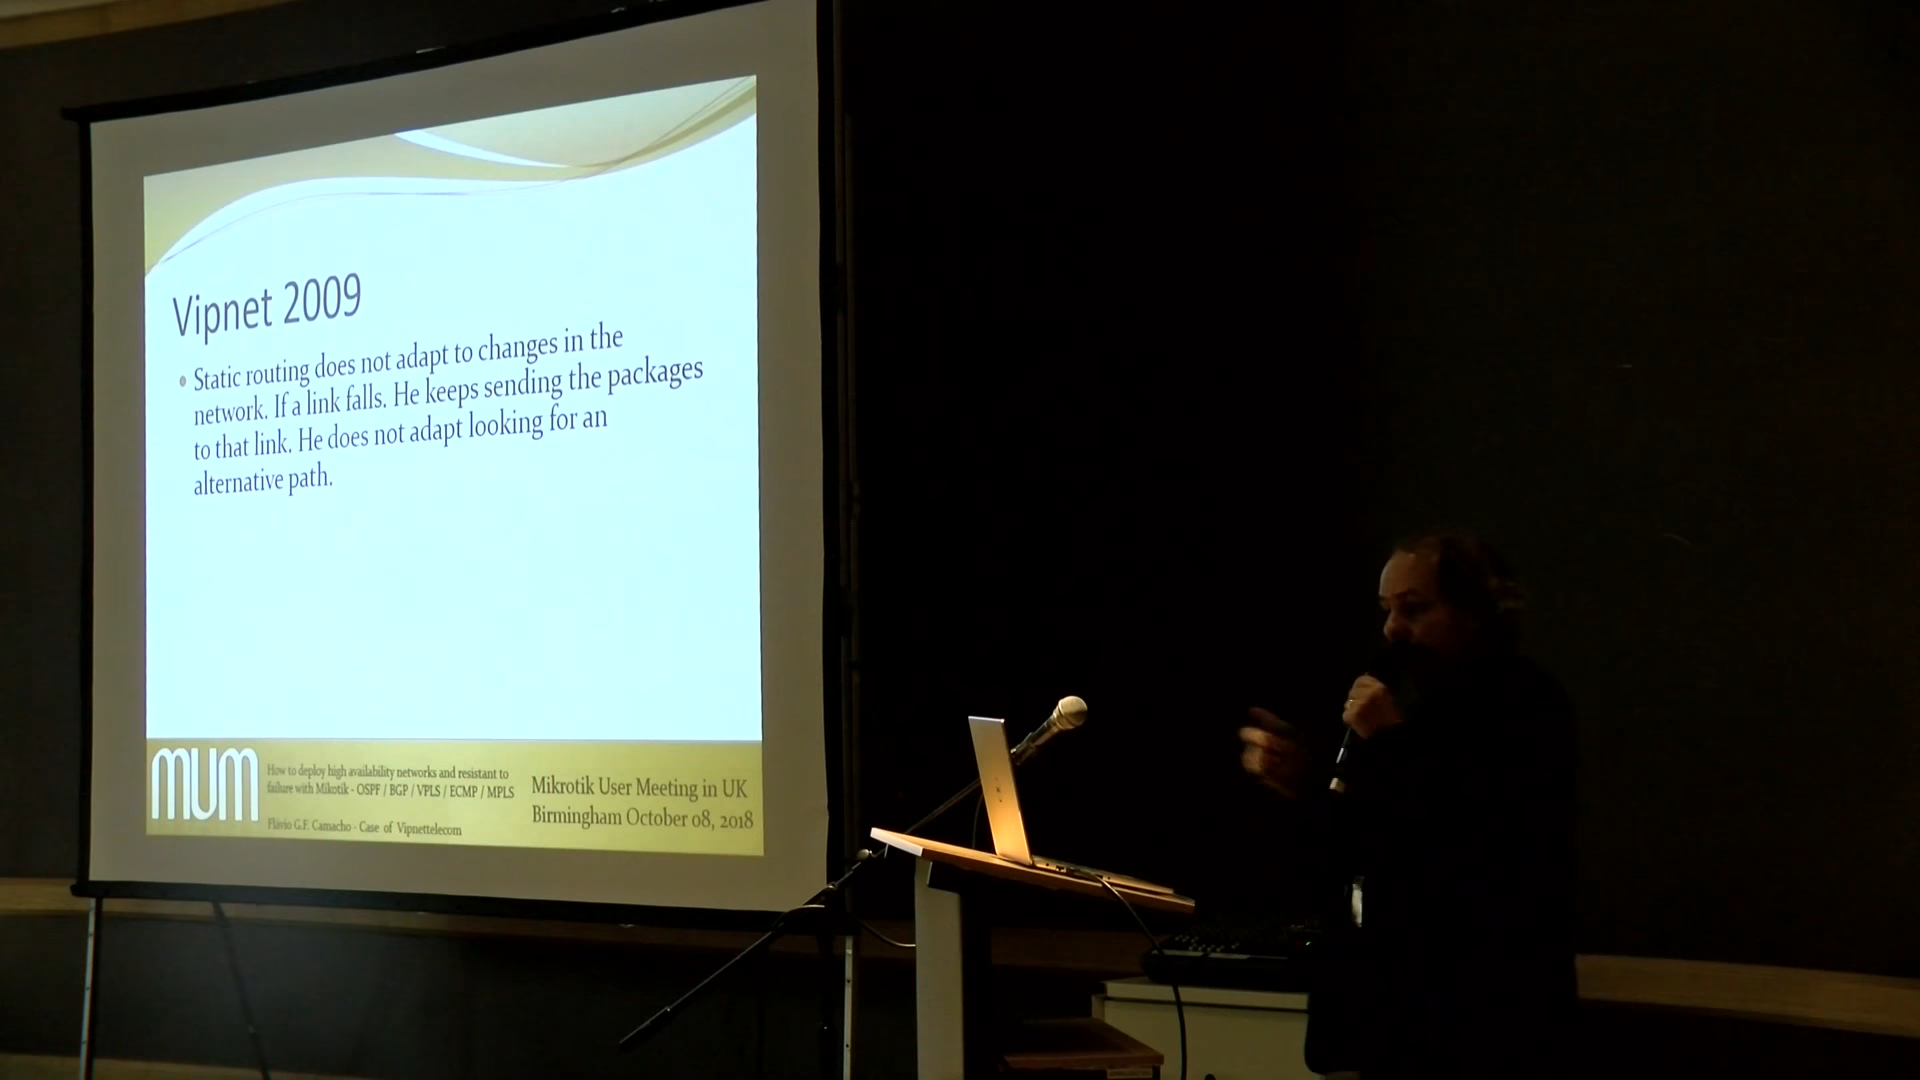 Vipnet 2009
• Static routing does not adapt to changes in the
network. If a link falls. He keeps sending the packages
to that link. He does not adapt looking for an
alternative path.
mum
How to deploy high availability networks and resistant to
failure with Mikotik - OSPF / BGP / VPLS / ECMP / MPLS
Flávio G.F. Camacho - Case of Vipnettelecom
Mikrotik User Meeting in UK
Birmingham October 08, 2018